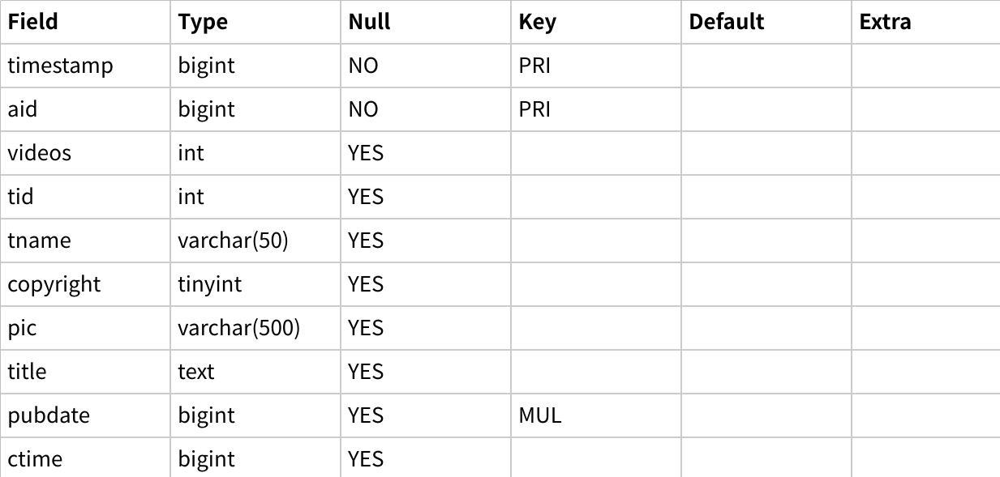 Field Type Null Key Default Extra
timestamp bigint NO PRI
aid bigint NO PRI
videos int YES
tid int YES
tname varchar(50) YES
copyright tinyint YES
pic varchar(500) YES
title text YES
pubdate bigint YES MUL
ctime bigint YES